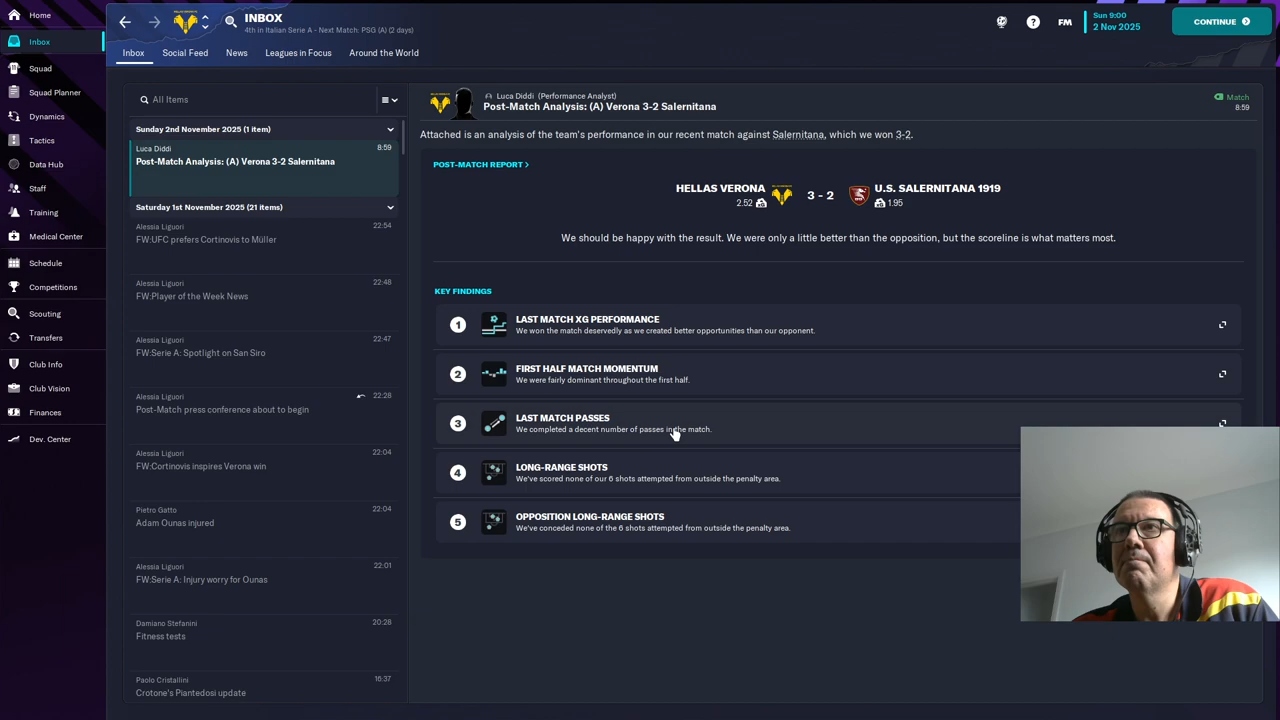 Home
Inbox
Squad
Squad Planner
Dynamics
Tactics
Data Hub
Staff
Training
Medical Center
Schedule
Competitions
Scouting
Transfers
Club Info
Club Vision
Finances
Dev. Center
INBOX
4th in Italian Serie A - Next Match: PSG (A) (2 days)
FM
Sun 9:00
2 Nov 2025
CONTINUE
Inbox
Social Feed
News
Leagues in Focus
Around the World
All Items
Sunday 2nd November 2025 (1 item)
Luca Diddi 8:59
Post-Match Analysis: (A) Verona 3-2 Salernitana
Saturday 1st November 2025 (21 items)
Alessia Liguori 22:54
FW:UFC prefers Cortinovis to Müller
Alessia Liguori 22:48
FW:Player of the Week News
Alessia Liguori 22:47
FW:Serie A: Spotlight on San Siro
Alessia Liguori 22:28
Post-Match press conference about to begin
Alessia Liguori 22:04
FW:Cortinovis inspires Verona win
Pietro Gatto 22:04
Adam Ounas injured
Alessia Liguori 22:01
FW:Serie A: Injury worry for Ounas
Damiano Stefanini 20:28
Fitness tests
Paolo Cristallini 16:37
Crotone's Piantedosi update
Luca Diddi (Performance Analyst)
Post-Match Analysis: (A) Verona 3-2 Salernitana
Match
8:59
Attached is an analysis of the team's performance in our recent match against Salernitana, which we won 3-2.
POST-MATCH REPORT
HELLAS VERONA 3 - 2 U.S. SALERNITANA 1919
2.52 1.95
We should be happy with the result. We were only a little better than the opposition, but the scoreline is what matters most.
KEY FINDINGS
1 LAST MATCH XG PERFORMANCE
We won the match deservedly as we created better opportunities than our opponent.
2 FIRST HALF MATCH MOMENTUM
We were fairly dominant throughout the first half.
3 LAST MATCH PASSES
We completed a decent number of passes in the match.
4 LONG-RANGE SHOTS
We've scored none of our 6 shots attempted from outside the penalty area.
5 OPPOSITION LONG-RANGE SHOTS
We've conceded none of the 6 shots attempted from outside the penalty area.